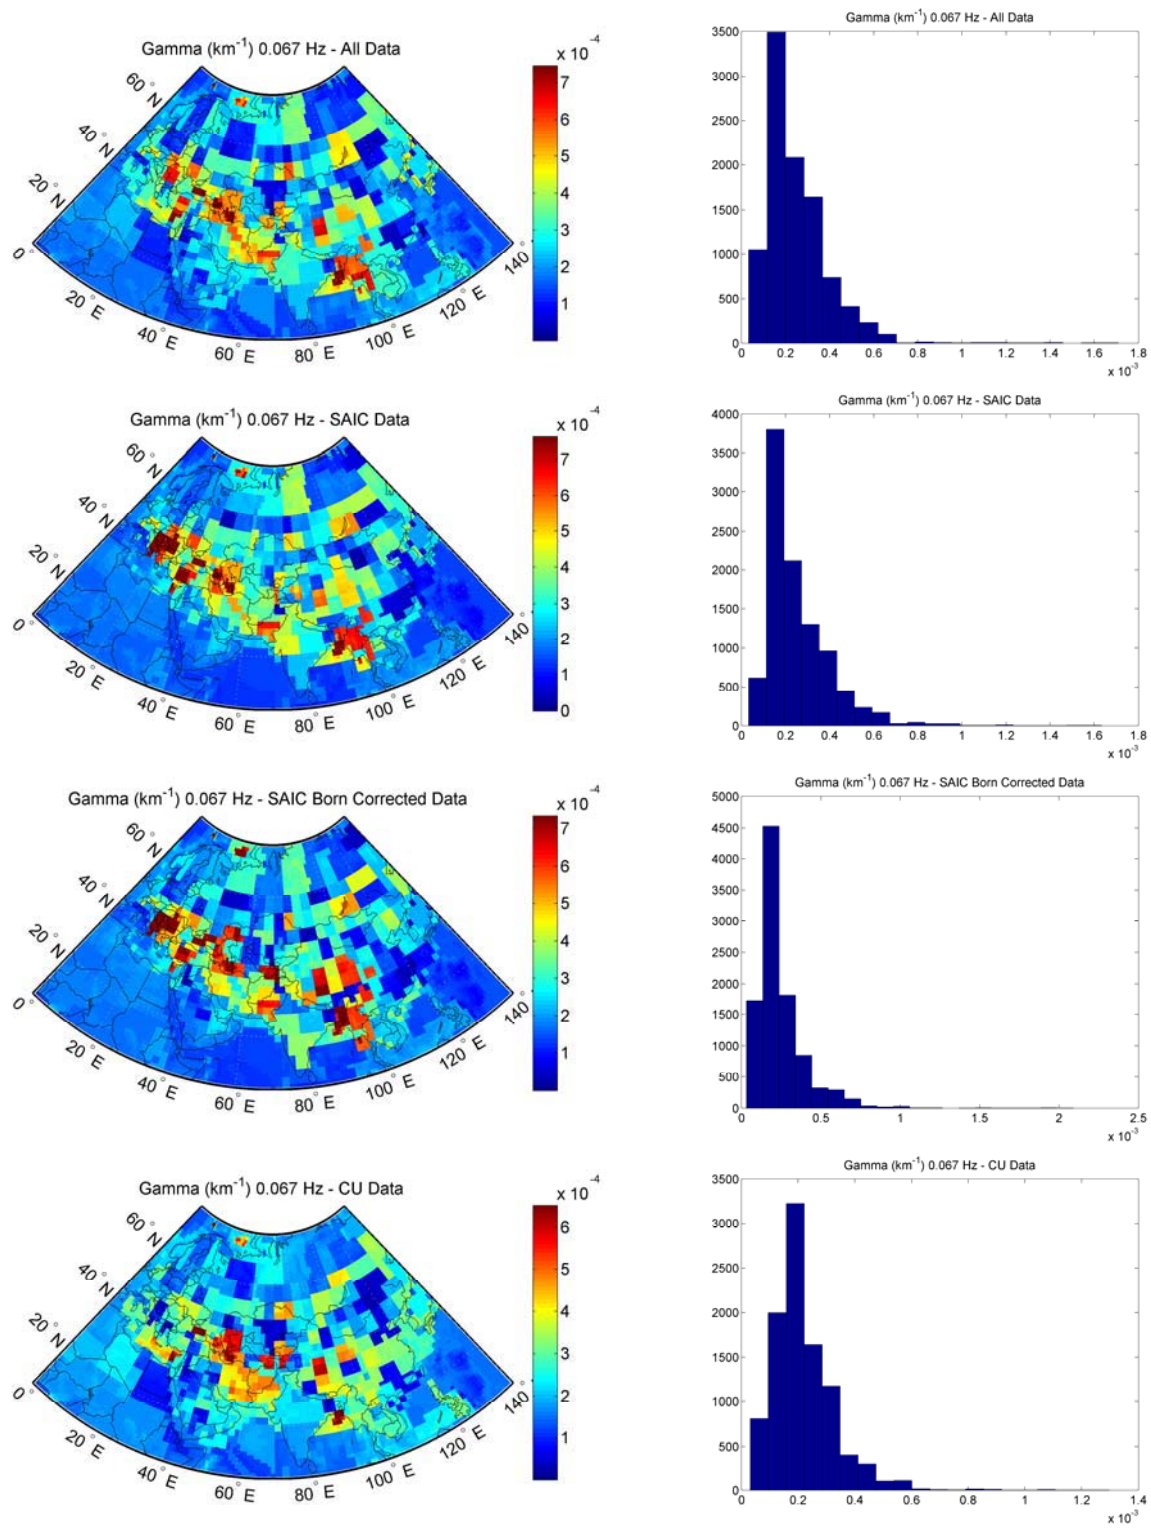 Gamma (km⁻¹) 0.067 Hz - All Data
x 10⁻⁴
7
6
5
4
3
2
1
60 °N
40 °N
20 °N
0 °
20 °E
40 °E
60 °E
80 °E
100 °E
120 °E
140 °
Gamma (km⁻¹) 0.067 Hz - All Data
3500
3000
2500
2000
1500
1000
500
0
0 0.2 0.4 0.6 0.8 1 1.2 1.4 1.6 1.8
x 10⁻³
Gamma (km⁻¹) 0.067 Hz - SAIC Data
x 10⁻⁴
7
6
5
4
3
2
1
0
60 °N
40 °N
20 °N
0 °
20 °E
40 °E
60 °E
80 °E
100 °E
120 °E
140 °
Gamma (km⁻¹) 0.067 Hz - SAIC Data
4000
3500
3000
2500
2000
1500
1000
500
0
0 0.2 0.4 0.6 0.8 1 1.2 1.4 1.6 1.8
x 10⁻³
Gamma (km⁻¹) 0.067 Hz - SAIC Born Corrected Data
x 10⁻⁴
7
6
5
4
3
2
1
60 °N
40 °N
20 °N
0 °
20 °E
40 °E
60 °E
80 °E
100 °E
120 °E
140 °
Gamma (km⁻¹) 0.067 Hz - SAIC Born Corrected Data
5000
4500
4000
3500
3000
2500
2000
1500
1000
500
0
0 0.5 1 1.5 2 2.5
x 10⁻³
Gamma (km⁻¹) 0.067 Hz - CU Data
x 10⁻⁴
6
5
4
3
2
1
60 °N
40 °N
20 °N
0 °
20 °E
40 °E
60 °E
80 °E
100 °E
120 °E
140 °
Gamma (km⁻¹) 0.067 Hz - CU Data
3500
3000
2500
2000
1500
1000
500
0
0 0.2 0.4 0.6 0.8 1 1.2 1.4
x 10⁻³